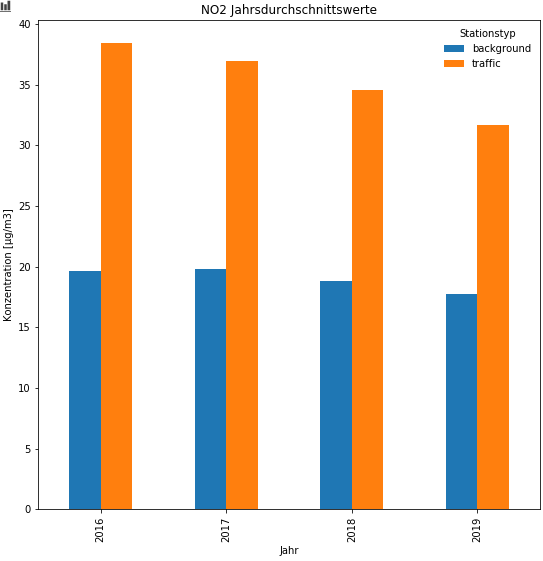 NO2 Jahrsdurchschnittswerte
Stationstyp
background
traffic
Konzentration [µg/m3]
40
35
30
25
20
15
10
5
0
2016
2017
2018
2019
Jahr